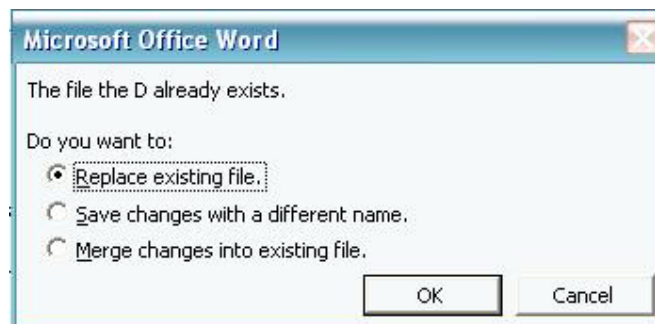 Microsoft Office Word
The file the D already exists.
Do you want to:
Replace existing file.
Save changes with a different name.
Merge changes into existing file.
OK Cancel